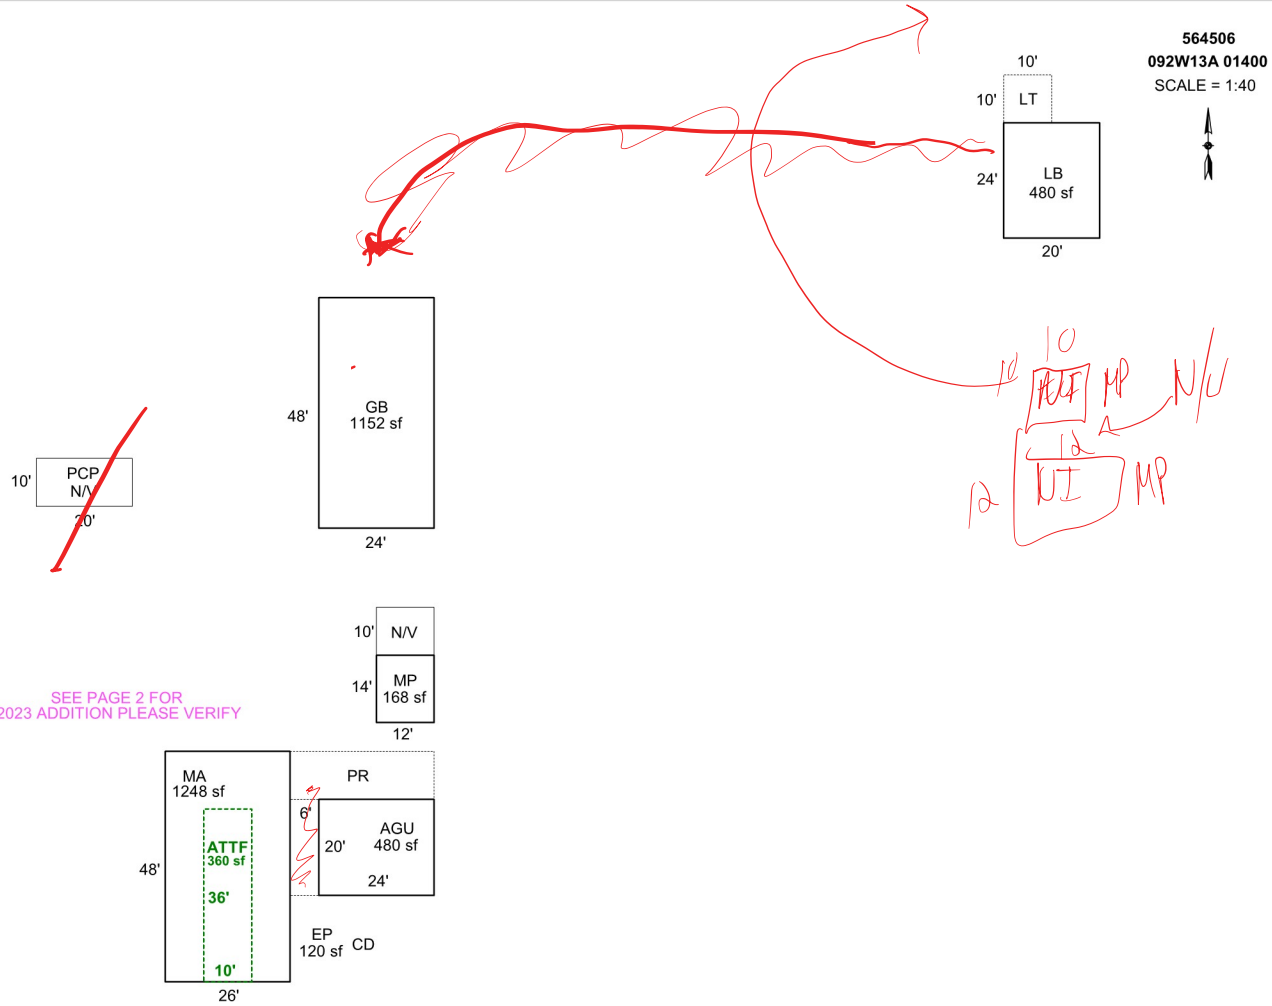 564506
092W13A 01400
SCALE = 1:40
10'
10'
LT
24'
LB
480 sf
20'
10
10
MP
N/V
12
12
UI
MP
48'
GB
1152 sf
24'
10'
PCP
N/V
20'
10'
N/V
14'
MP
168 sf
12'
SEE PAGE 2 FOR
2023 ADDITION PLEASE VERIFY
MA
1248 sf
PR
6'
ATTF
360 sf
AGU
480 sf
20'
24'
48'
36'
EP
120 sf
CD
10'
26'